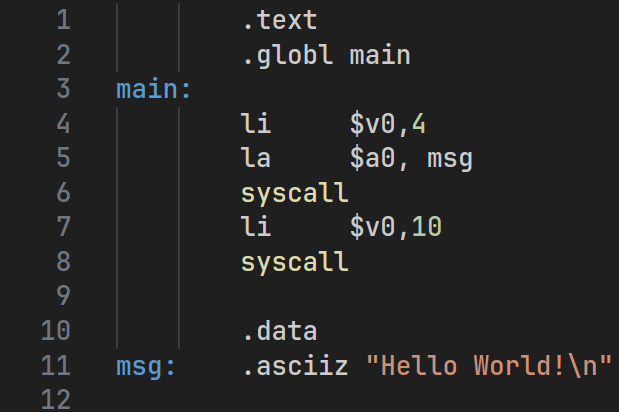 1 .text
2 .globl main
3 main:
4 li $v0,4
5 la $a0, msg
6 syscall
7 li $v0,10
8 syscall
9
10 .data
11 msg: .asciiz "Hello World!\n"
12